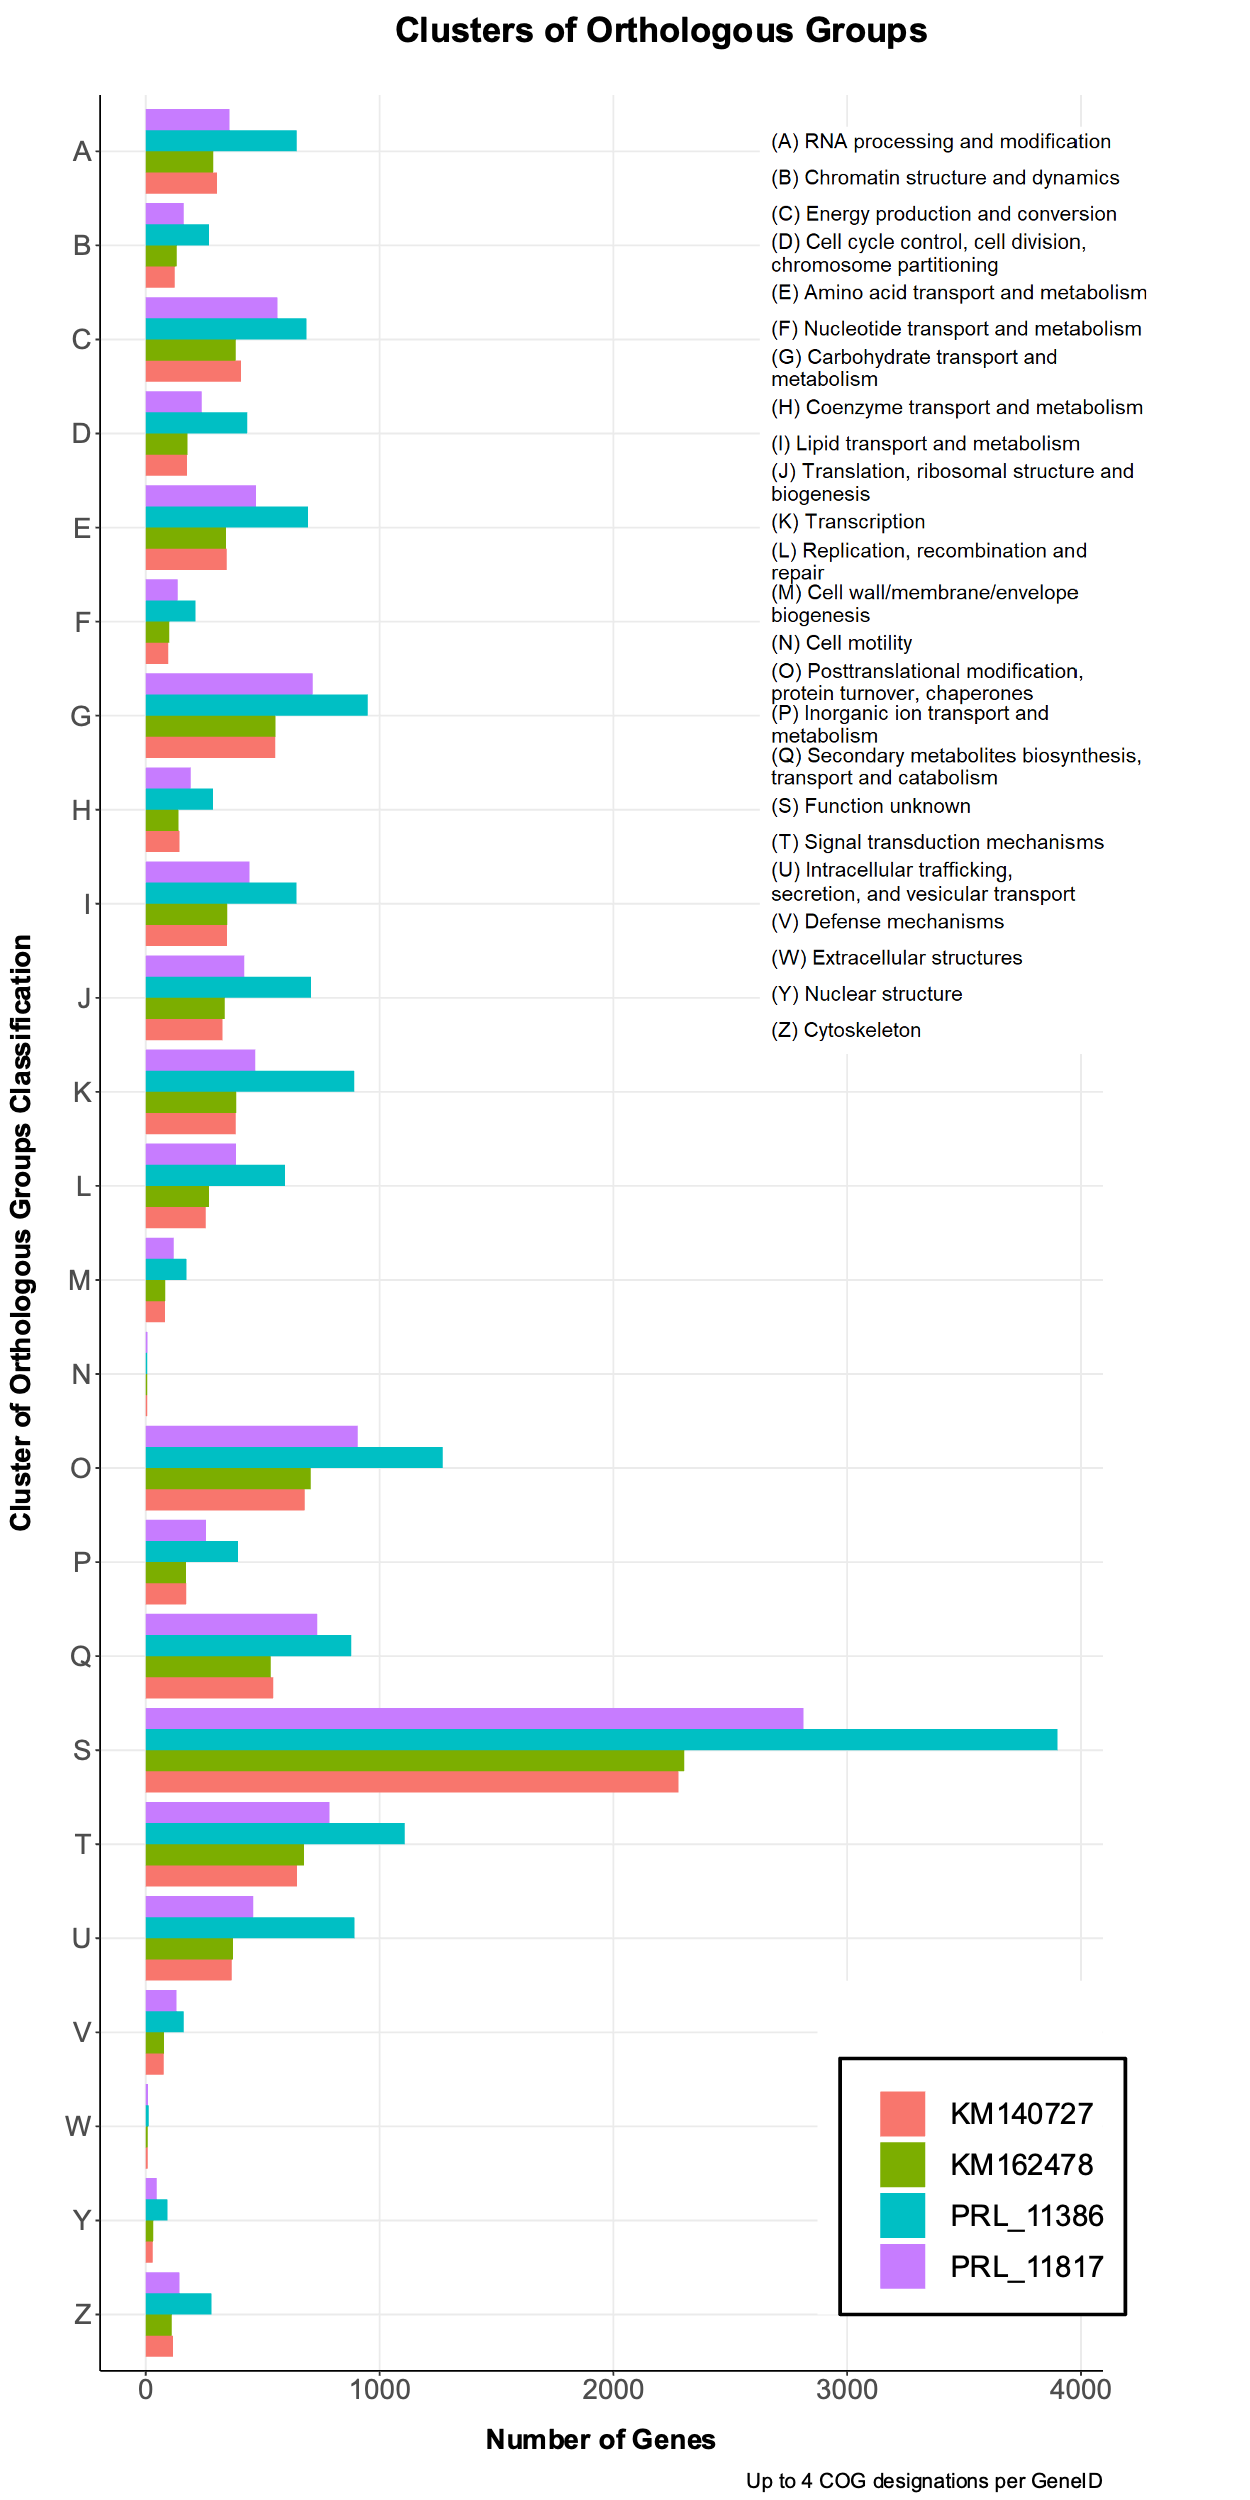 Clusters of Orthologous Groups
Cluster of Orthologous Groups Classification
A
B
C
D
E
F
G
H
I
J
K
L
M
N
O
P
Q
S
T
U
V
W
Y
Z
(A) RNA processing and modification
(B) Chromatin structure and dynamics
(C) Energy production and conversion
(D) Cell cycle control, cell division,
chromosome partitioning
(E) Amino acid transport and metabolism
(F) Nucleotide transport and metabolism
(G) Carbohydrate transport and
metabolism
(H) Coenzyme transport and metabolism
(I) Lipid transport and metabolism
(J) Translation, ribosomal structure and
biogenesis
(K) Transcription
(L) Replication, recombination and
repair
(M) Cell wall/membrane/envelope
biogenesis
(N) Cell motility
(O) Posttranslational modification,
protein turnover, chaperones
(P) Inorganic ion transport and
metabolism
(Q) Secondary metabolites biosynthesis,
transport and catabolism
(S) Function unknown
(T) Signal transduction mechanisms
(U) Intracellular trafficking,
secretion, and vesicular transport
(V) Defense mechanisms
(W) Extracellular structures
(Y) Nuclear structure
(Z) Cytoskeleton
KM140727
KM162478
PRL_11386
PRL_11817
0 1000 2000 3000 4000
Number of Genes
Up to 4 COG designations per GeneID